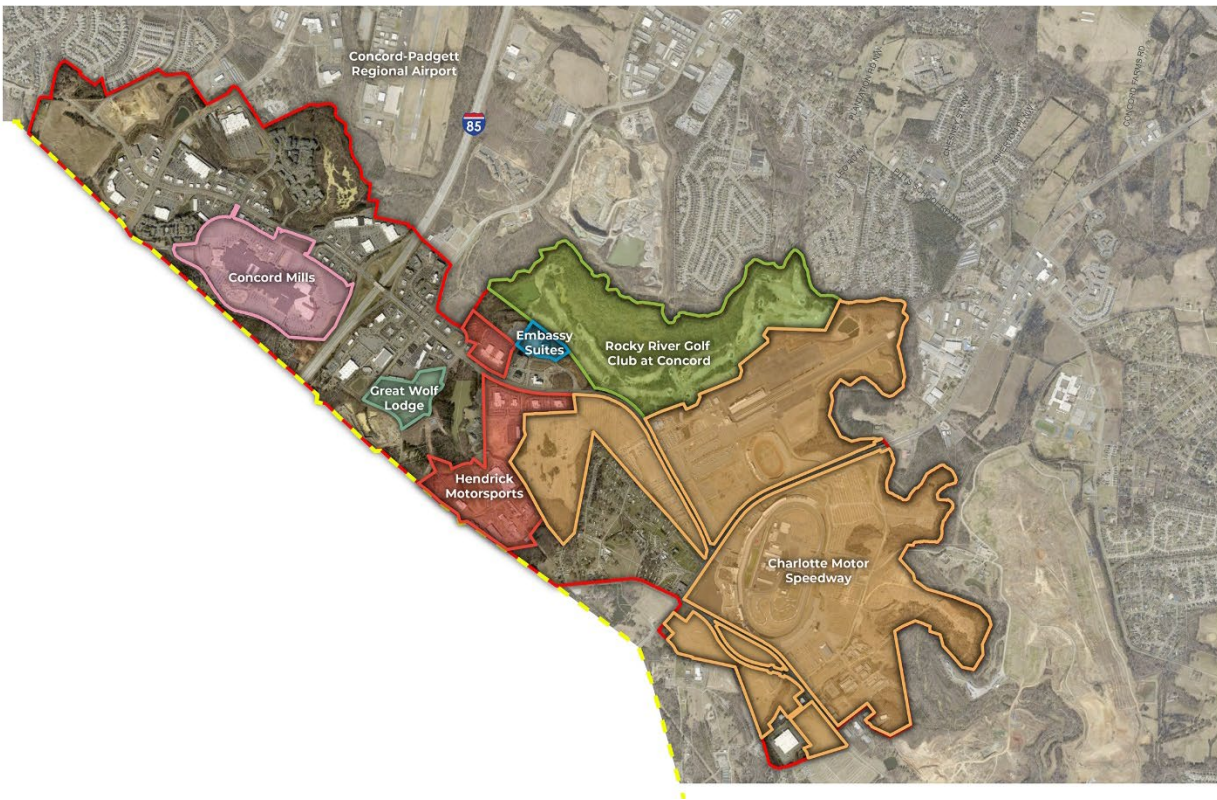 Concord-Padgett
Regional Airport
85
Concord Mills
Embassy
Suites
Rocky River Golf
Club at Concord
Great Wolf
Lodge
Hendrick
Motorsports
Charlotte Motor
Speedway